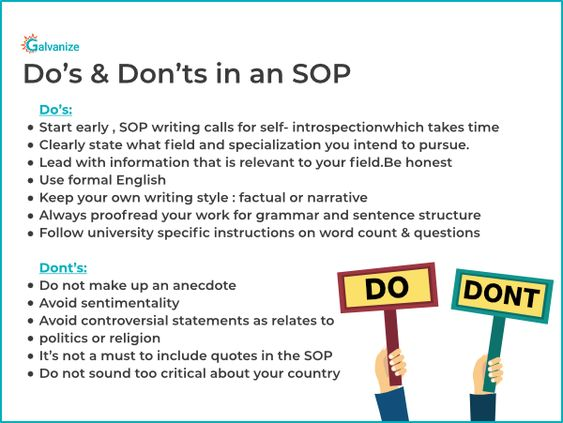 Galvanize
Do’s & Don’ts in an SOP
Do’s:
• Start early , SOP writing calls for self- introspectionwhich takes time
• Clearly state what field and specialization you intend to pursue.
• Lead with information that is relevant to your field.Be honest
• Use formal English
• Keep your own writing style : factual or narrative
• Always proofread your work for grammar and sentence structure
• Follow university specific instructions on word count & questions
Dont’s:
• Do not make up an anecdote
• Avoid sentimentality
• Avoid controversial statements as relates to
• politics or religion
• It’s not a must to include quotes in the SOP
• Do not sound too critical about your country
DO
DONT